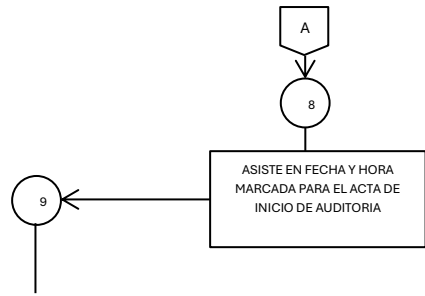 A
8
ASISTE EN FECHA Y HORA
MARCADA PARA EL ACTA DE
INICIO DE AUDITORIA
9